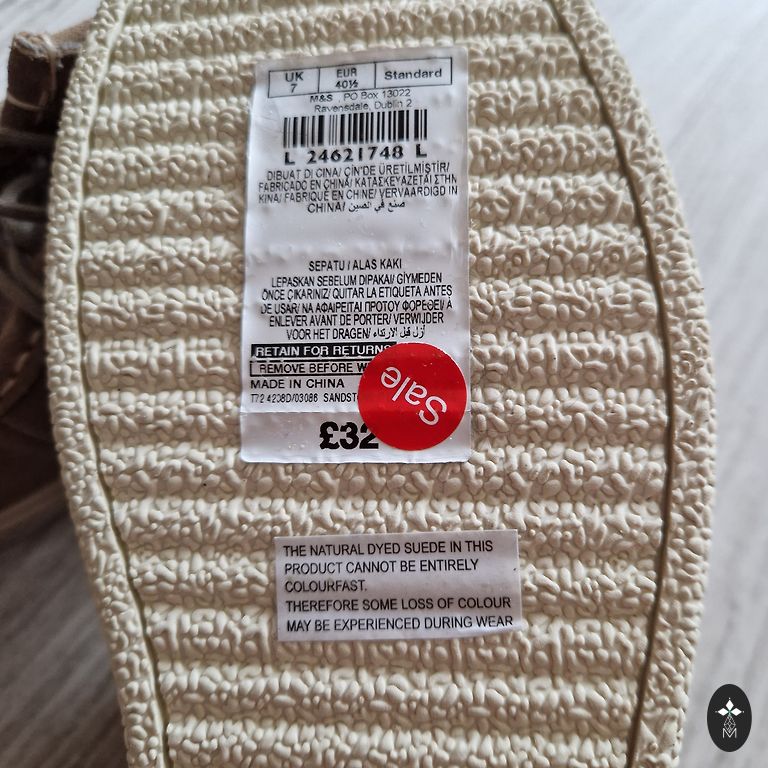 UK EUR Standard
7 40½
M&S , PO Box 13022
Ravensdale, Dublin 2
L 24621748 L
DIBUAT DI CINA/ ÇİN'DE ÜRETİLMİŞTİR/
FABRICADO EN CHINA/ ΚΑΤΑΣΚΕΥΑΖΕΤΑΙ ΣΤΗΝ
ΚΙΝΑ/ FABRIQUÉ EN CHINE/ VERVAARDIGD IN
CHINA/ صنع في الصين
SEPATU / ALAS KAKI
LEPASKAN SEBELUM DIPAKAI/ GİYMEDEN
ÖNCE ÇIKARINIZ/ QUITAR LA ETIQUETA ANTES
DE USAR/ ΝΑ ΑΦΑΙΡΕΙΤΑΙ ΠΡΟΤΟΥ ΦΟΡΕΘΕΙ/ À
ENLEVER AVANT DE PORTER/ VERWIJDER
VOOR HET DRAGEN/ أزل قبل الارتداء
RETAIN FOR RETURNS
REMOVE BEFORE
MADE IN CHINA
T72 4208D/03086
£32
Sale
THE NATURAL DYED SUEDE IN THIS
PRODUCT CANNOT BE ENTIRELY
COLOURFAST.
THEREFORE SOME LOSS OF COLOUR
MAY BE EXPERIENCED DURING WEAR
M